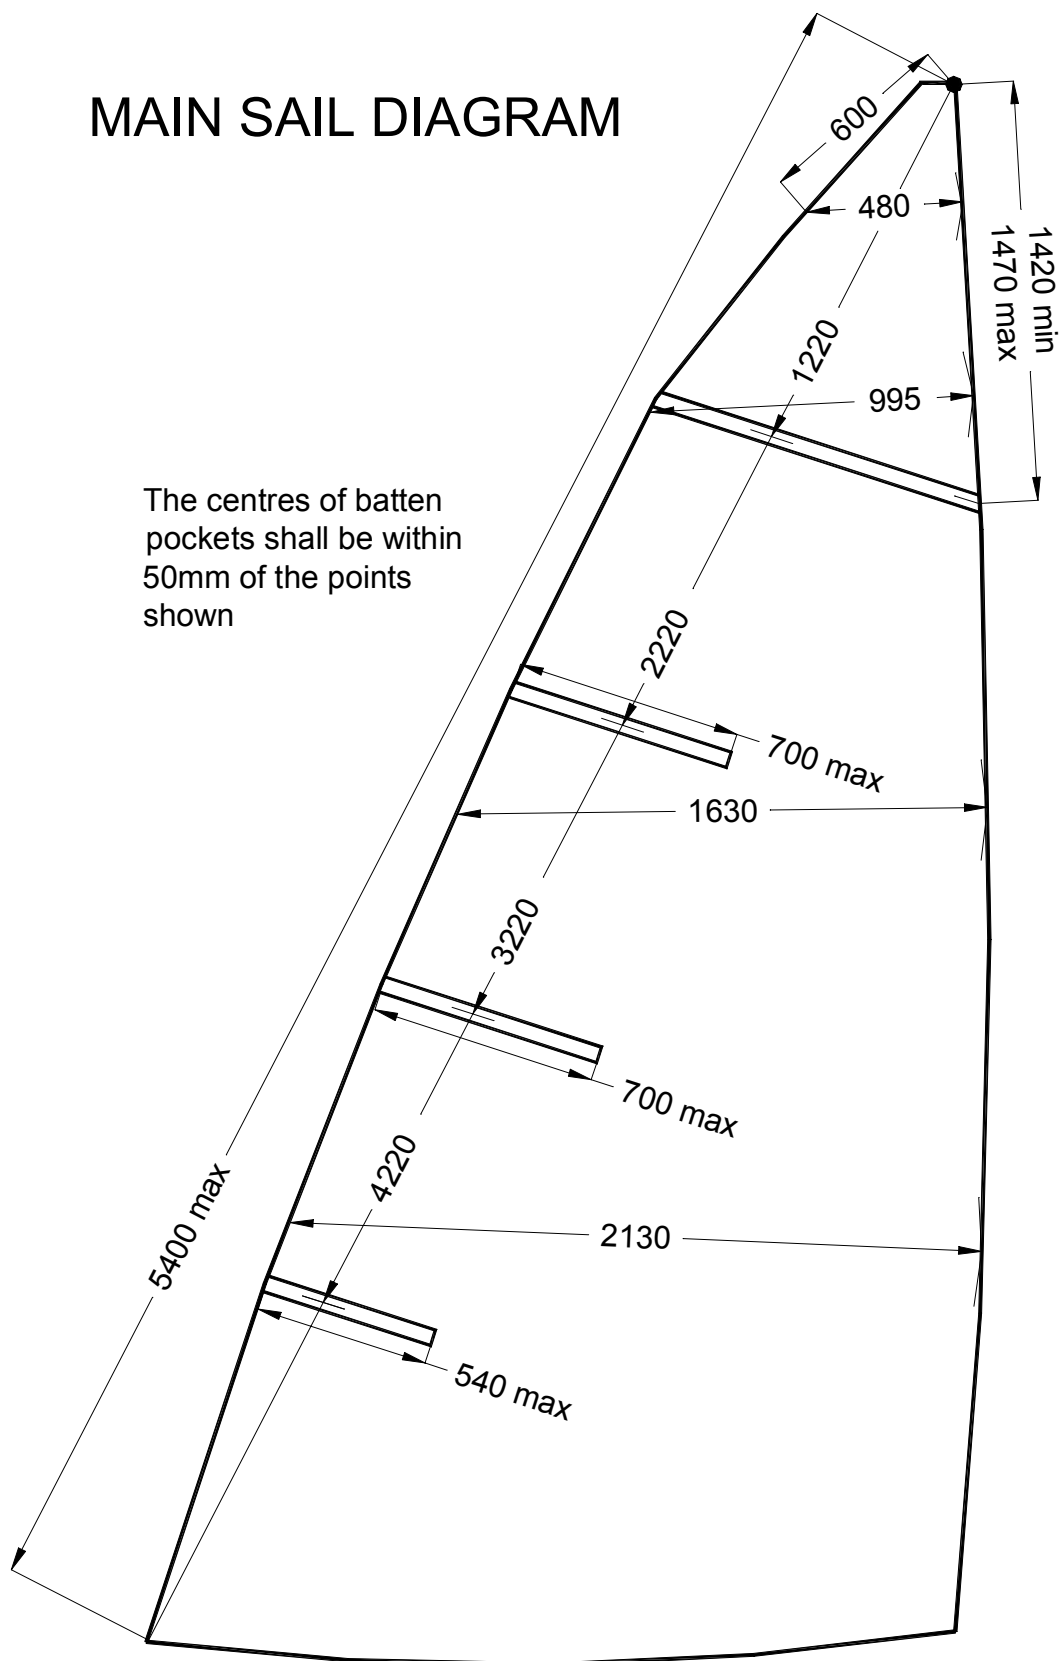 MAIN SAIL DIAGRAM
600
480
1420 min
1470 max
1220
995
The centres of batten
pockets shall be within
50mm of the points
shown
2220
700 max
1630
3220
700 max
4220
5400 max
2130
540 max